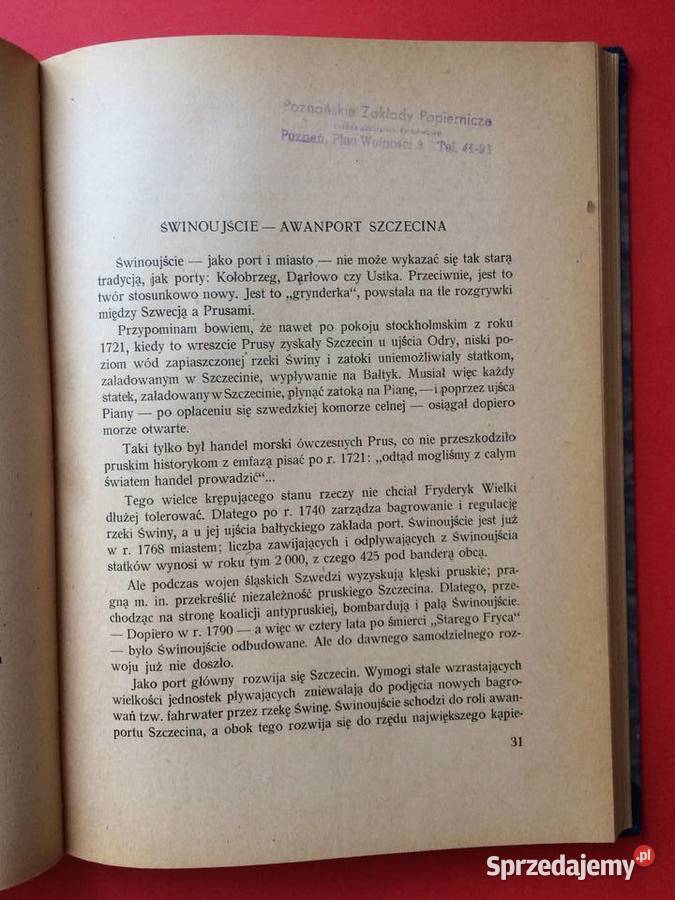 Poznańskie Zakłady Papiernicze
Poznań, Plac Wolności 9 Tel. 41-93
ŚWINOUJŚCIE — AWANPORT SZCZECINA
Świnoujście — jako port i miasto — nie może wykazać się tak starą
tradycją, jak porty: Kołobrzeg, Darłowo czy Ustka. Przeciwnie, jest to
twór stosunkowo nowy. Jest to „grynderka”, powstała na tle rozgrywki
między Szwecją a Prusami.
Przypominam bowiem, że nawet po pokoju stockholmskim z roku
1721, kiedy to wreszcie Prusy zyskały Szczecin u ujścia Odry, niski po-
ziom wód zapiaszczonej rzeki Świny i zatoki uniemożliwiały statkom,
załadowanym w Szczecinie, wypływanie na Bałtyk. Musiał więc każdy
statek, załadowany w Szczecinie, płynąć zatoką na Pianę, — i poprzez ujśca
Piany — po opłaceniu się szwedzkiej komorze celnej — osiągał dopiero
morze otwarte.
Taki tylko był handel morski ówczesnych Prus, co nie przeszkodziło
pruskim historykom z emfazą pisać po r. 1721: „odtąd mogliśmy z całym
światem handel prowadzić”...
Tego wielce krępującego stanu rzeczy nie chciał Fryderyk Wielki
dłużej tolerować. Dlatego po r. 1740 zarządza bagrowanie i regulację
rzeki Świny, a u jej ujścia bałtyckiego zakłada port. Świnoujście jest już
w r. 1768 miastem; liczba zawijających i odpływających z Świnoujścia
statków wynosi w roku tym 2 000, z czego 425 pod banderą obcą.
Ale podczas wojen śląskich Szwedzi wyzyskują klęski pruskie; pra-
gną m. in. przekreślić niezależność pruskiego Szczecina. Dlatego, prze-
chodząc na stronę koalicji antypruskiej, bombardują i palą Świnoujście.
— Dopiero w r. 1790 — a więc w cztery lata po śmierci „Starego Fryca”
— było Świnoujście odbudowane. Ale do dawnego samodzielnego roz-
woju już nie doszło.
Jako port główny rozwija się Szczecin. Wymogi stale wzrastających
wielkości jednostek pływających zniewalają do podjęcia nowych bagro-
wań tzw. fahrwater przez rzekę Świnę. Świnoujście schodzi do roli awan-
portu Szczecina, a obok tego rozwija się do rzędu największego kąpie-
31
Sprzedajemy.pl